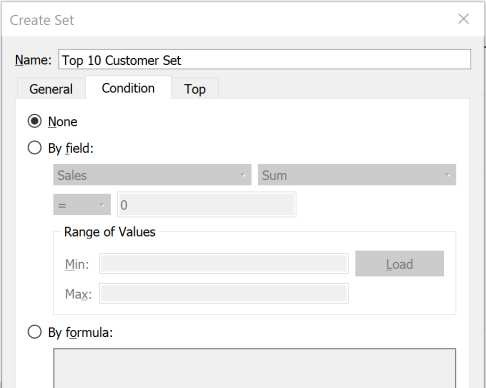 Create Set
Name: Top 10 Customer Set
General Condition Top
None
By field:
Sales Sum
= 0
Range of Values
Min: Load
Max:
By formula: